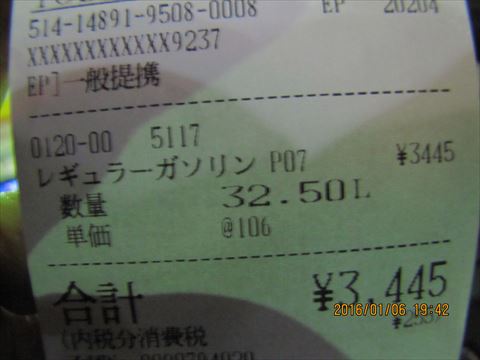 514-14891-9508-0008 EP 20204
XXXXXXXXXXXX9237
EP]一般提携
0120-00 5117
レギュラーガソリン P07 ¥3445
数量 32.50L
単価 @106
合計 ¥3,445
(内税分消費税
2016/01/06 19:42